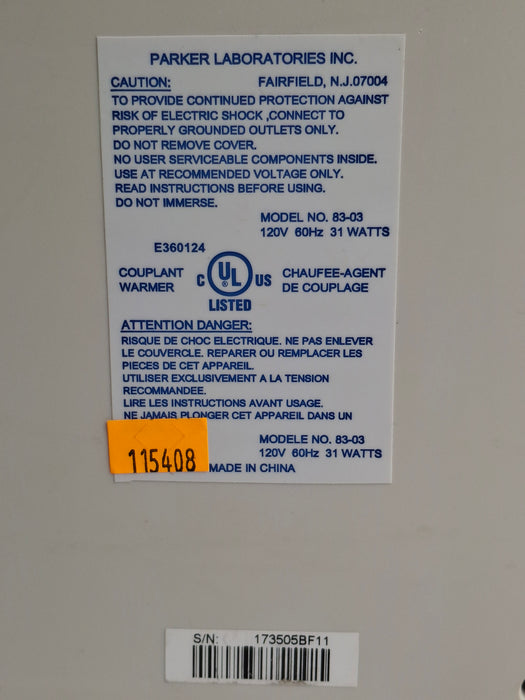 PARKER LABORATORIES INC.
CAUTION: FAIRFIELD, N.J.07004
TO PROVIDE CONTINUED PROTECTION AGAINST
RISK OF ELECTRIC SHOCK ,CONNECT TO
PROPERLY GROUNDED OUTLETS ONLY.
DO NOT REMOVE COVER.
NO USER SERVICEABLE COMPONENTS INSIDE.
USE AT RECOMMENDED VOLTAGE ONLY.
READ INSTRUCTIONS BEFORE USING.
DO NOT IMMERSE.
MODEL NO. 83-03
120V 60Hz 31 WATTS
E360124
COUPLANT
WARMER
C UL ® US
LISTED
CHAUFEE-AGENT
DE COUPLAGE
ATTENTION DANGER:
RISQUE DE CHOC ELECTRIQUE. NE PAS ENLEVER
LE COUVERCLE. REPARER OU REMPLACER LES
PIECES DE CET APPAREIL.
UTILISER EXCLUSIVEMENT A LA TENSION
RECOMMANDEE.
LIRE LES INSTRUCTIONS AVANT USAGE.
NE JAMAIS PLONGER CET APPAREIL DANS UN
MODELE NO. 83-03
120V 60Hz 31 WATTS
115408
MADE IN CHINA
S/N: 173505BF11